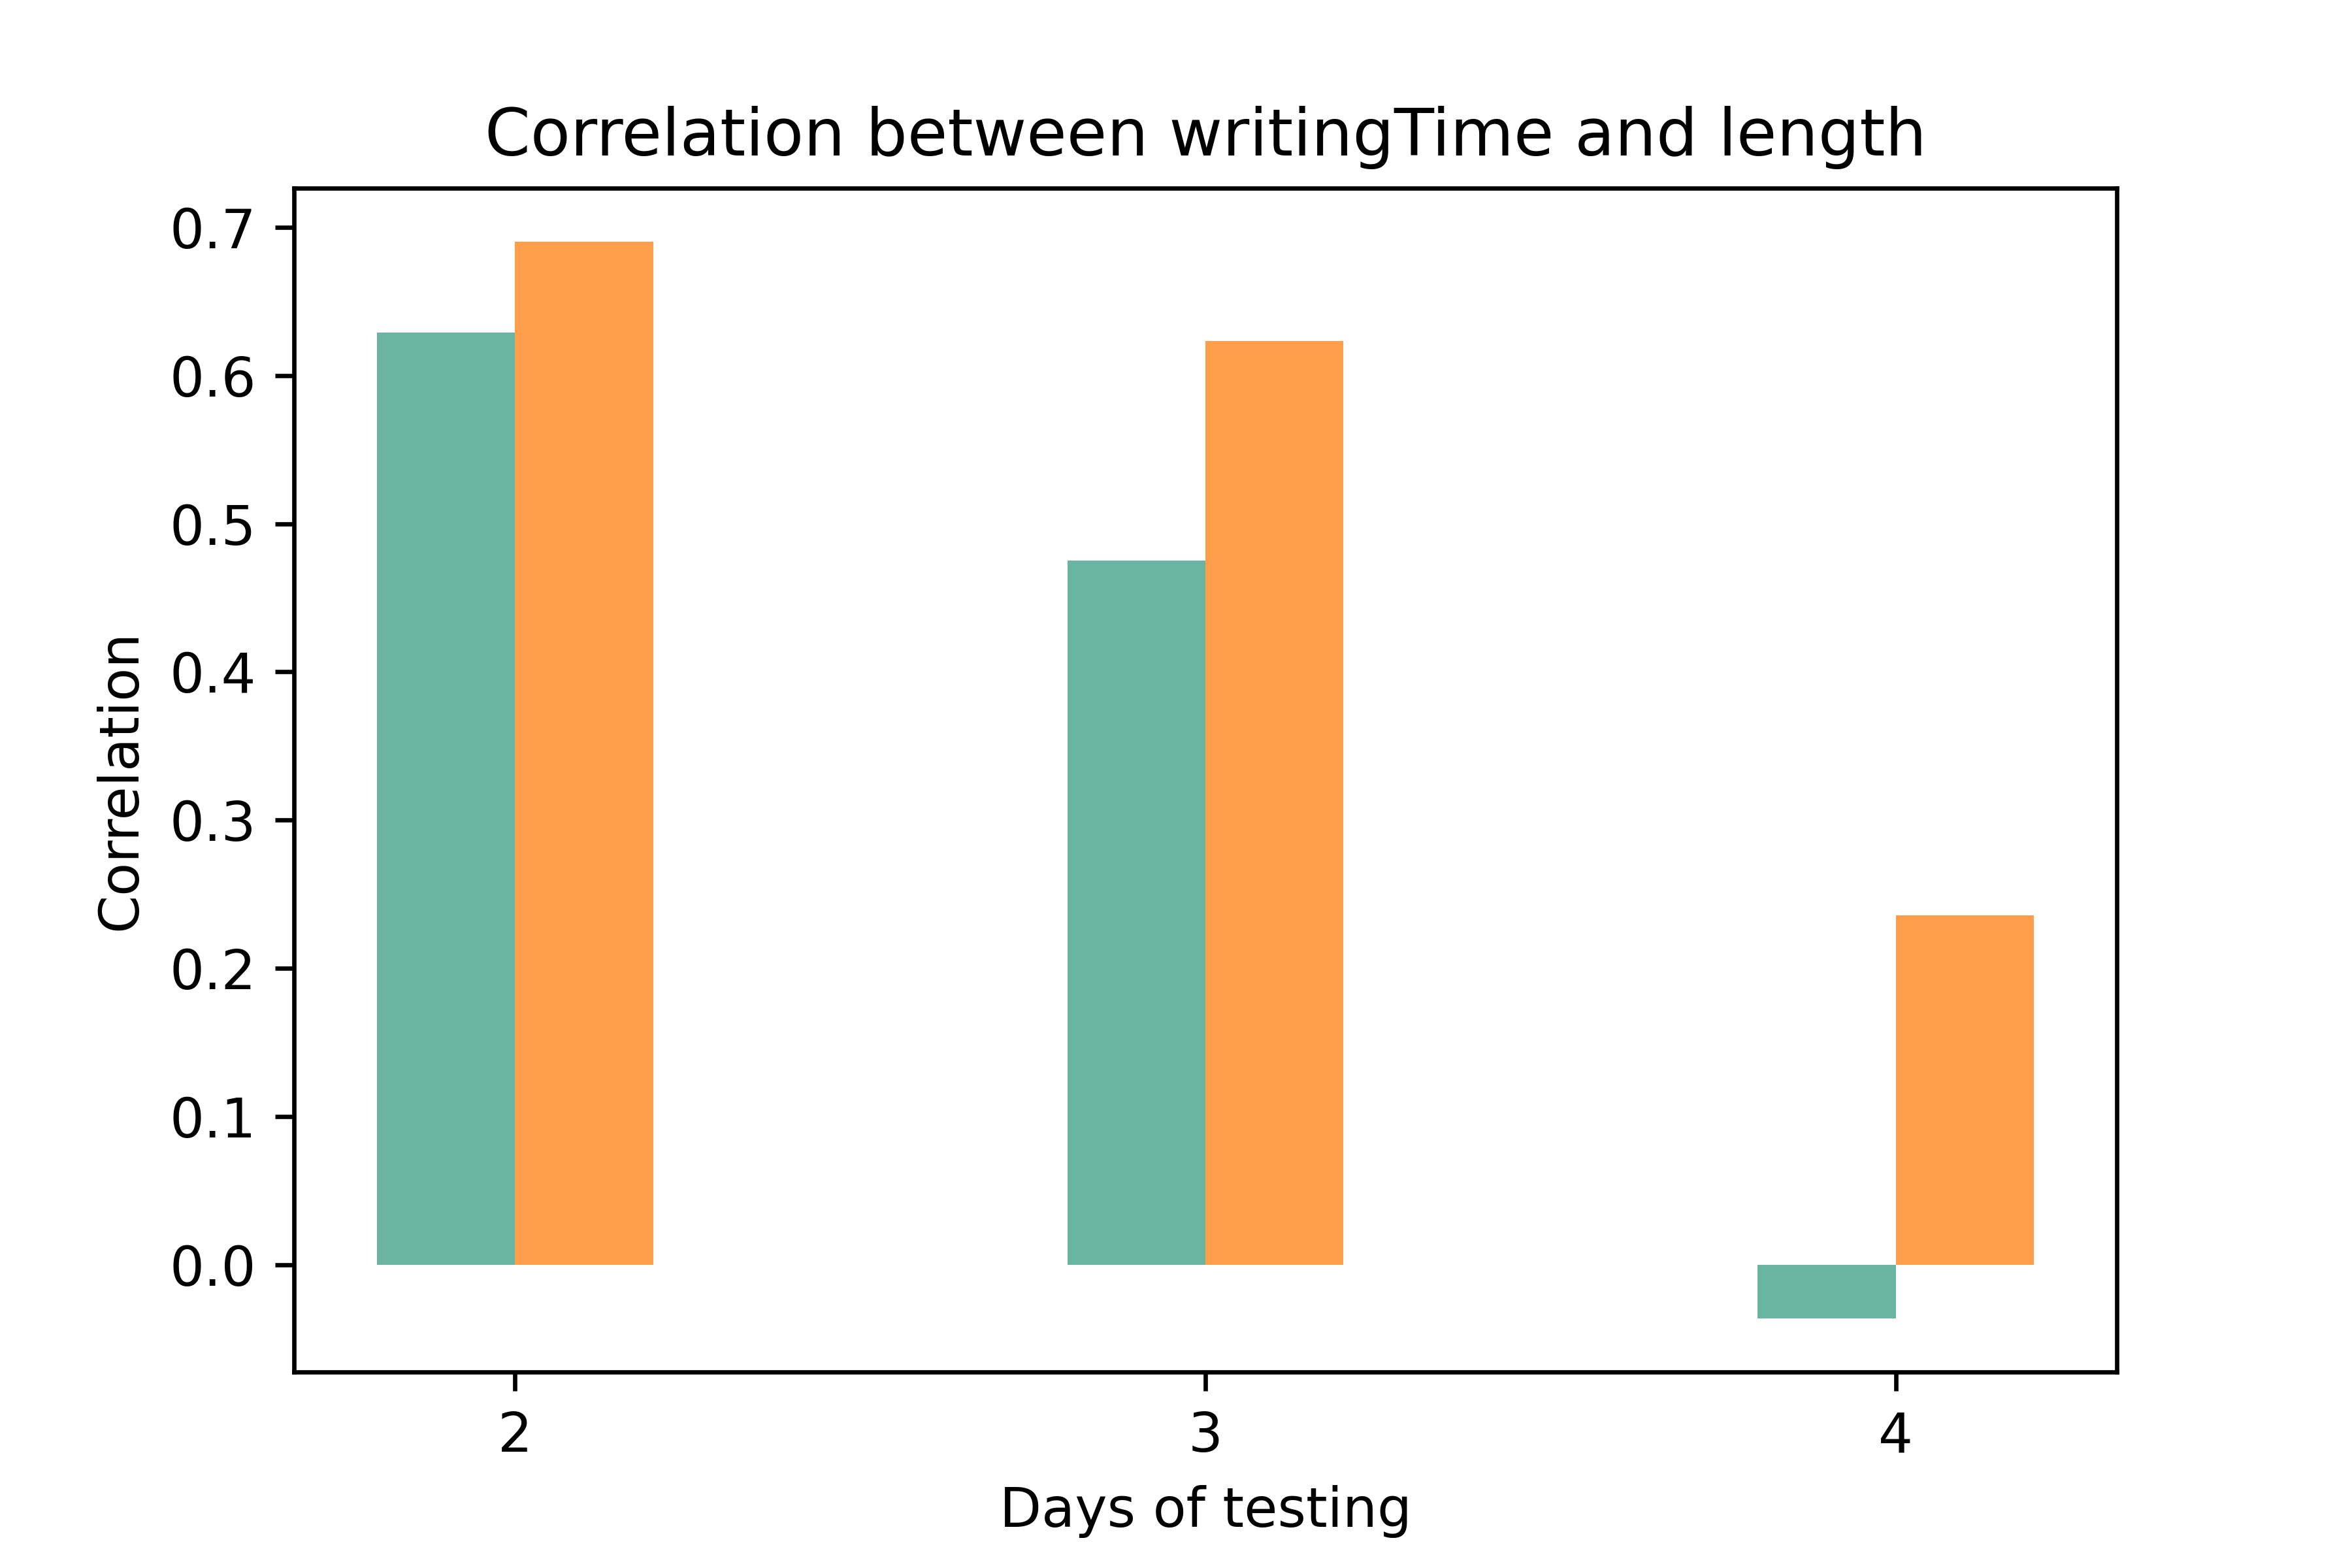 Correlation between writingTime and length
0.7
0.6
0.5
0.4
0.3
0.2
0.1
0.0
Correlation
2 3 4
Days of testing